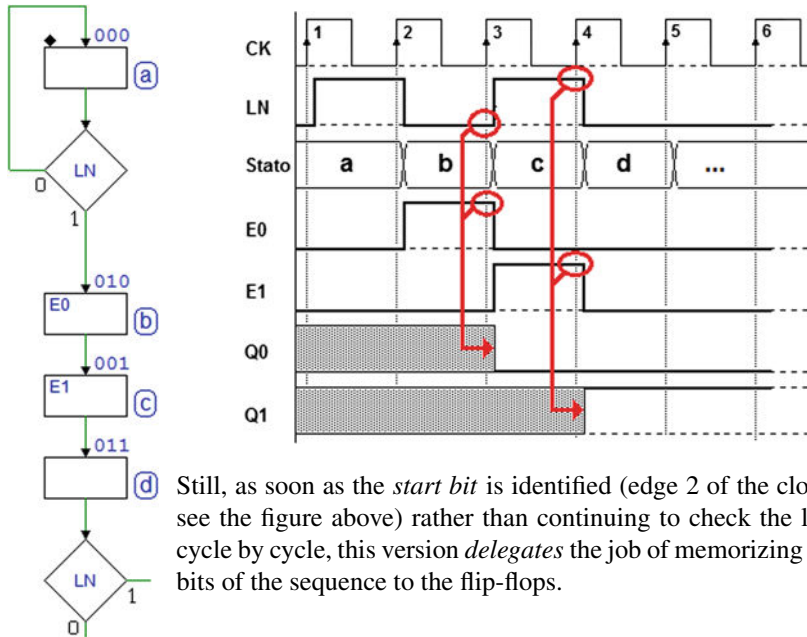 000
a
LN
0
1
010
E0
b
001
E1
c
011
d
LN
1
0
CK
1 2 3 4 5 6
LN
Stato a b c d ...
E0
E1
Q0
Q1
Still, as soon as the start bit is identified (edge 2 of the clo
see the figure above) rather than continuing to check the l
cycle by cycle, this version delegates the job of memorizing
bits of the sequence to the flip-flops.